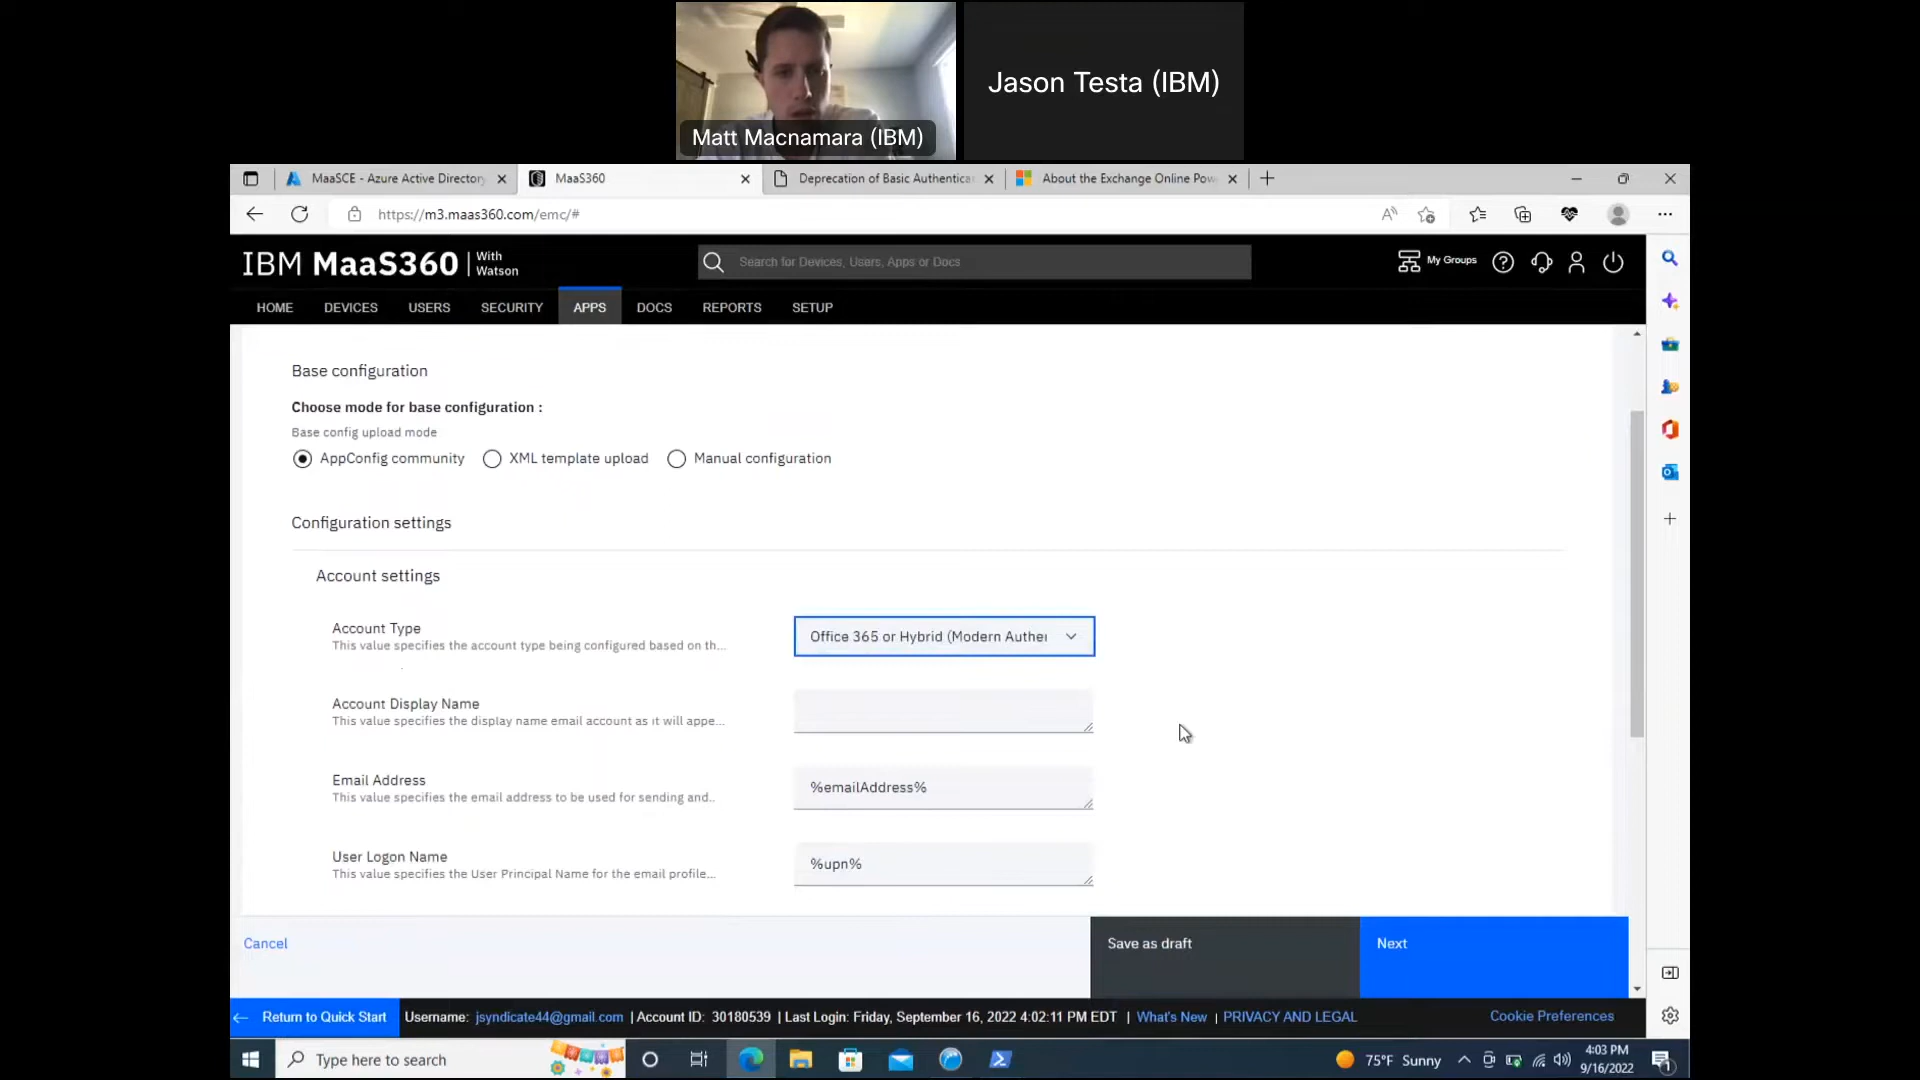 Matt Macnamara (IBM)
Jason Testa (IBM)
MaaSCE - Azure Active Directory
MaaS360
Deprecation of Basic Authentica
About the Exchange Online Pow
https://m3.maas360.com/emc/#
IBM MaaS360 | With Watson
Search for Devices, Users, Apps or Docs
My Groups
HOME DEVICES USERS SECURITY APPS DOCS REPORTS SETUP
Base configuration
Choose mode for base configuration :
Base config upload mode
AppConfig community XML template upload Manual configuration
Configuration settings
Account settings
Account Type
This value specifies the account type being configured based on th...
Office 365 or Hybrid (Modern Authe
Account Display Name
This value specifies the display name email account as it will appe...
Email Address
This value specifies the email address to be used for sending and..
%emailAddress%
User Logon Name
This value specifies the User Principal Name for the email profile...
%upn%
Cancel
Save as draft
Next
Return to Quick Start
Username: jsyndicate44@gmail.com | Account ID: 30180539 | Last Login: Friday, September 16, 2022 4:02:11 PM EDT | What's New | PRIVACY AND LEGAL
Cookie Preferences
Type here to search
75°F Sunny
4:03 PM
9/16/2022
1